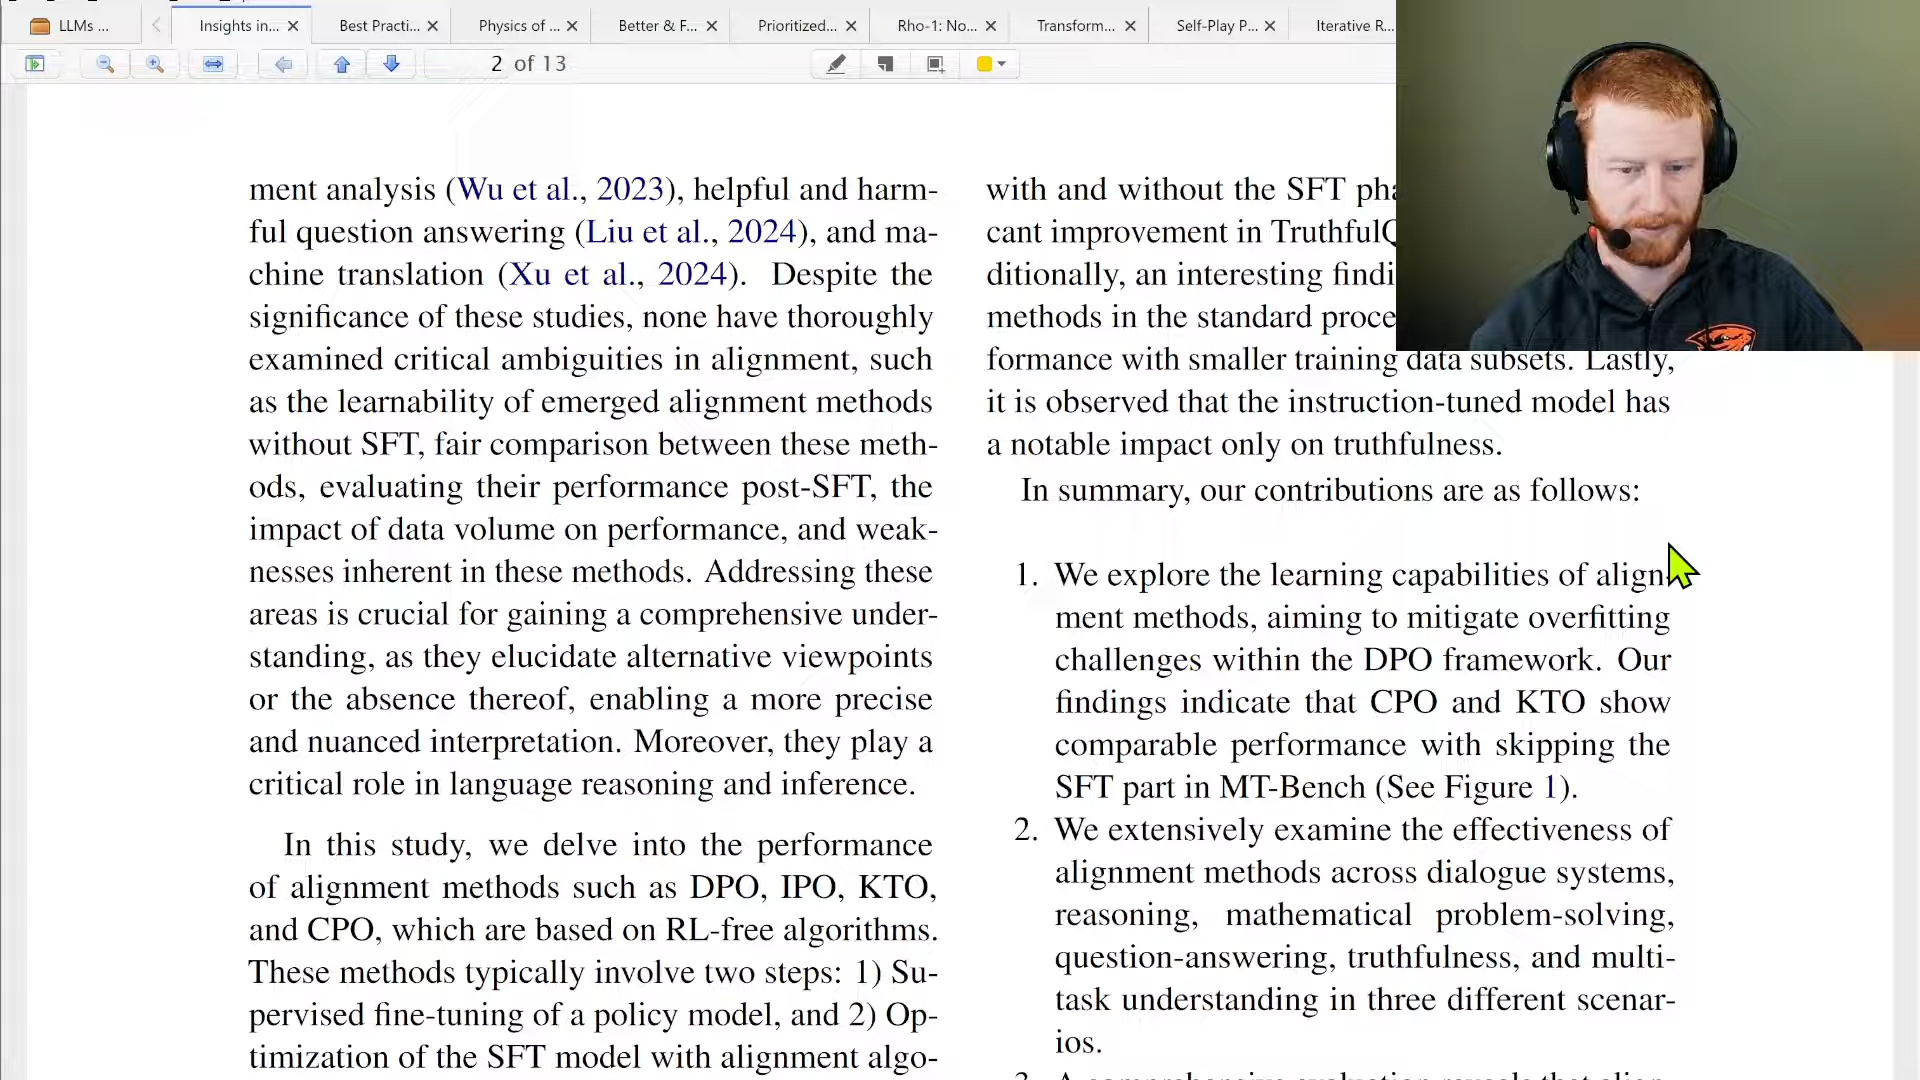 LLMs ...
Insights in...
Best Practi...
Physics of ...
Better & F...
Prioritized...
Rho-1: No...
Transform...
Self-Play P...
Iterative R...
2 of 13
ment analysis (Wu et al., 2023), helpful and harm-
ful question answering (Liu et al., 2024), and ma-
chine translation (Xu et al., 2024). Despite the
significance of these studies, none have thoroughly
examined critical ambiguities in alignment, such
as the learnability of emerged alignment methods
without SFT, fair comparison between these meth-
ods, evaluating their performance post-SFT, the
impact of data volume on performance, and weak-
nesses inherent in these methods. Addressing these
areas is crucial for gaining a comprehensive under-
standing, as they elucidate alternative viewpoints
or the absence thereof, enabling a more precise
and nuanced interpretation. Moreover, they play a
critical role in language reasoning and inference.
In this study, we delve into the performance
of alignment methods such as DPO, IPO, KTO,
and CPO, which are based on RL-free algorithms.
These methods typically involve two steps: 1) Su-
pervised fine-tuning of a policy model, and 2) Op-
timization of the SFT model with alignment algo-
with and without the SFT pha
cant improvement in Truthful
ditionally, an interesting findi
methods in the standard proce
formance with smaller training data subsets. Lastly,
it is observed that the instruction-tuned model has
a notable impact only on truthfulness.
In summary, our contributions are as follows:
1. We explore the learning capabilities of align-
ment methods, aiming to mitigate overfitting
challenges within the DPO framework. Our
findings indicate that CPO and KTO show
comparable performance with skipping the
SFT part in MT-Bench (See Figure 1).
2. We extensively examine the effectiveness of
alignment methods across dialogue systems,
reasoning, mathematical problem-solving,
question-answering, truthfulness, and multi-
task understanding in three different scenar-
ios.